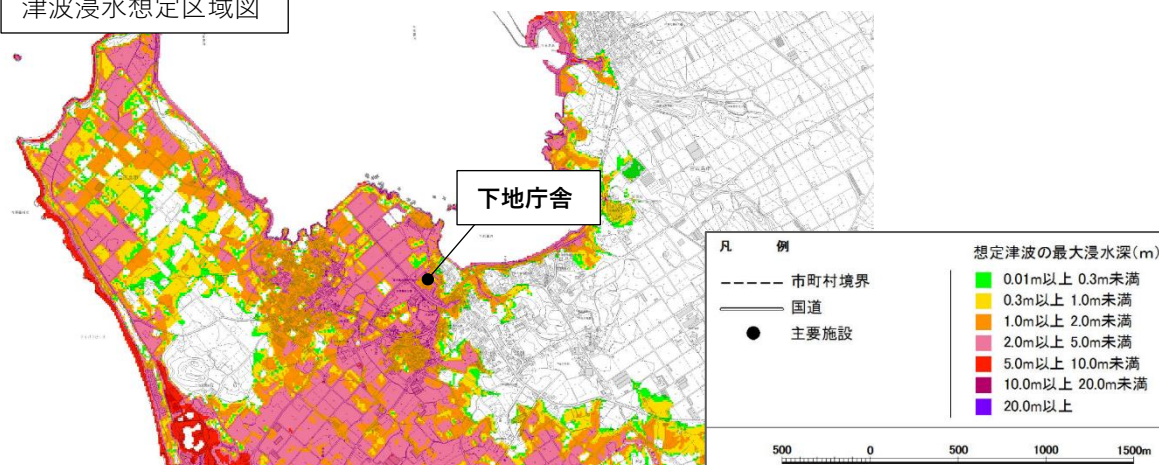 津波浸水想定区域図
下地庁舎
凡 例
市町村境界
国道
主要施設
想定津波の最大浸水深(m)
0.01m以上 0.3m未満
0.3m以上 1.0m未満
1.0m以上 2.0m未満
2.0m以上 5.0m未満
5.0m以上 10.0m未満
10.0m以上 20.0m未満
20.0m以上
500 0 500 1000 1500m